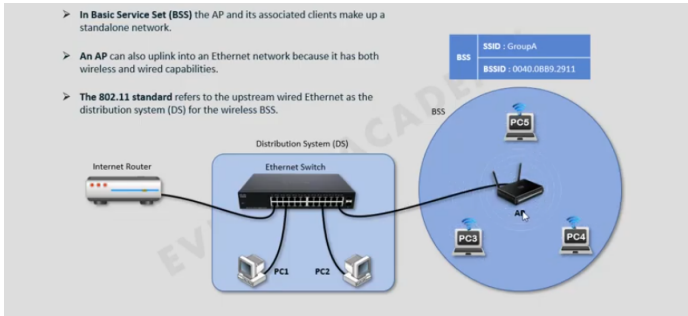 ➤ In Basic Service Set (BSS) the AP and its associated clients make up a
standalone network.
➤ An AP can also uplink into an Ethernet network because it has both
wireless and wired capabilities.
➤ The 802.11 standard refers to the upstream wired Ethernet as the
distribution system (DS) for the wireless BSS.
BSS
SSID : GroupA
BSSID : 0040.0BB9.2911
BSS
PC5
Distribution System (DS)
Internet Router
Ethernet Switch
AP
PC3
PC4
PC1
PC2